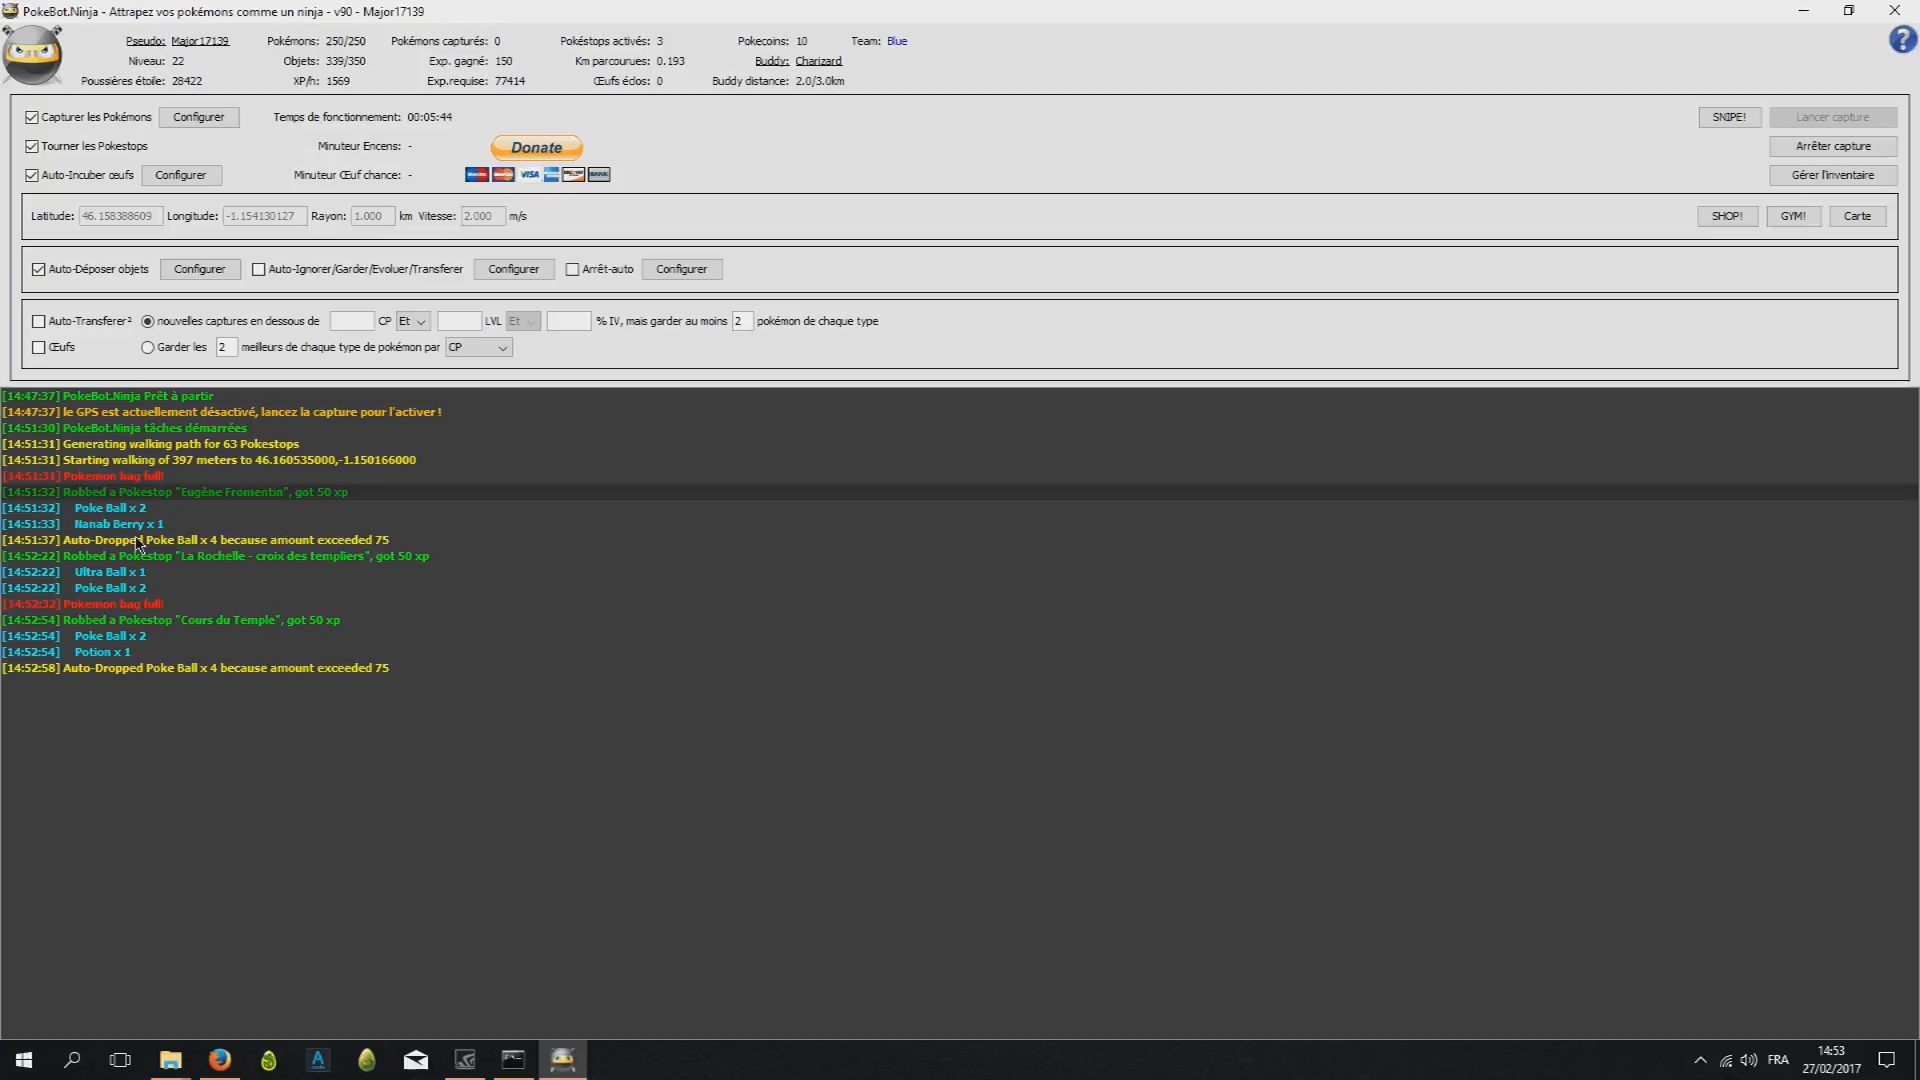 PokeBot.Ninja - Attrapez vos pokémons comme un ninja - v90 - Major17139
Pseudo: Major17139 Pokémons: 250/250 Pokémons capturés: 0 Pokéstops activés: 3 Pokecoins: 10 Team: Blue
Niveau: 22 Objets: 339/350 Exp. gagné: 150 Km parcourues: 0.193 Buddy: Charizard
Poussières étoile: 28422 XP/h: 1569 Exp.requise: 77414 Œufs éclos: 0 Buddy distance: 2.0/3.0km
Capturer les Pokémons Configurer Temps de fonctionnement: 00:05:44 SNIPE! Lancer capture
Tourner les Pokestops Minuteur Encens: - Donate Arrêter capture
Auto-Incuber œufs Configurer Minuteur Œuf chance: - VISA BANK Gérer l'inventaire
Latitude: 46.158388609 Longitude: -1.154130127 Rayon: 1.000 km Vitesse: 2.000 m/s SHOP! GYM! Carte
Auto-Déposer objets Configurer Auto-Ignorer/Garder/Evoluer/Transferer Configurer Arrêt-auto Configurer
Auto-Transferer² nouvelles captures en dessous de CP Et LVL Et % IV, mais garder au moins 2 pokémon de chaque type
Œufs Garder les 2 meilleurs de chaque type de pokémon par CP
[14:47:37] PokeBot.Ninja Prêt à partir
[14:47:37] le GPS est actuellement désactivé, lancez la capture pour l'activer !
[14:51:30] PokeBot.Ninja tâches démarrées
[14:51:31] Generating walking path for 63 Pokestops
[14:51:31] Starting walking of 397 meters to 46.160535000,-1.150166000
[14:51:31] Pokemon bag full!
[14:51:32] Robbed a Pokestop "Eugène Fromentin", got 50 xp
[14:51:32] Poke Ball x 2
[14:51:33] Nanab Berry x 1
[14:51:37] Auto-Dropped Poke Ball x 4 because amount exceeded 75
[14:52:22] Robbed a Pokestop "La Rochelle - croix des templiers", got 50 xp
[14:52:22] Ultra Ball x 1
[14:52:22] Poke Ball x 2
[14:52:32] Pokemon bag full!
[14:52:54] Robbed a Pokestop "Cours du Temple", got 50 xp
[14:52:54] Poke Ball x 2
[14:52:54] Potion x 1
[14:52:58] Auto-Dropped Poke Ball x 4 because amount exceeded 75
FRA 14:53
27/02/2017